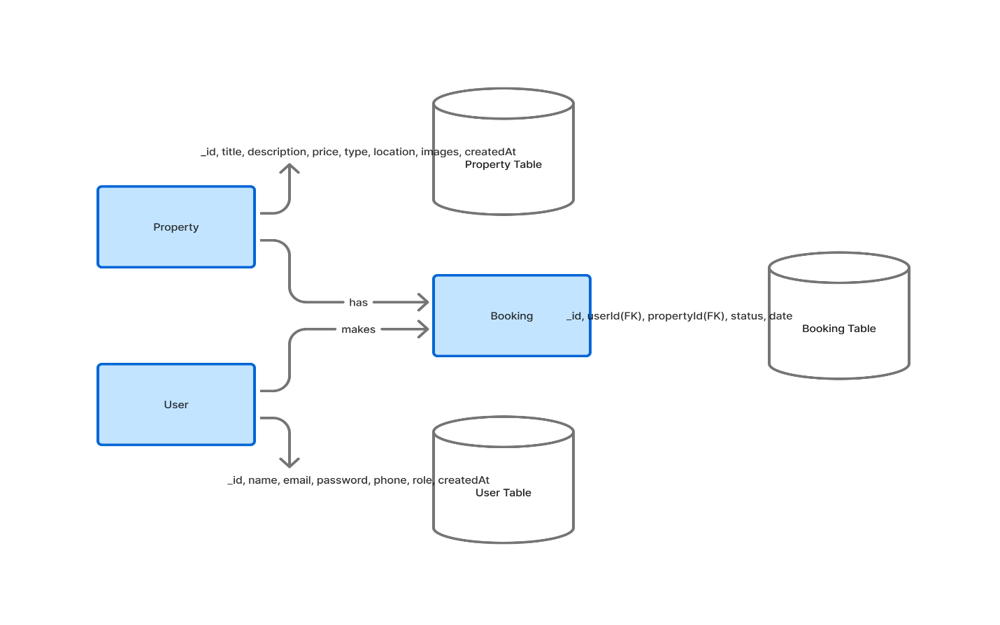 _id, title, description, price, type, location, images, createdAt
Property Table
Property
has
Booking
_id, userId(FK), propertyId(FK), status, date
Booking Table
makes
User
_id, name, email, password, phone, role, createdAt
User Table